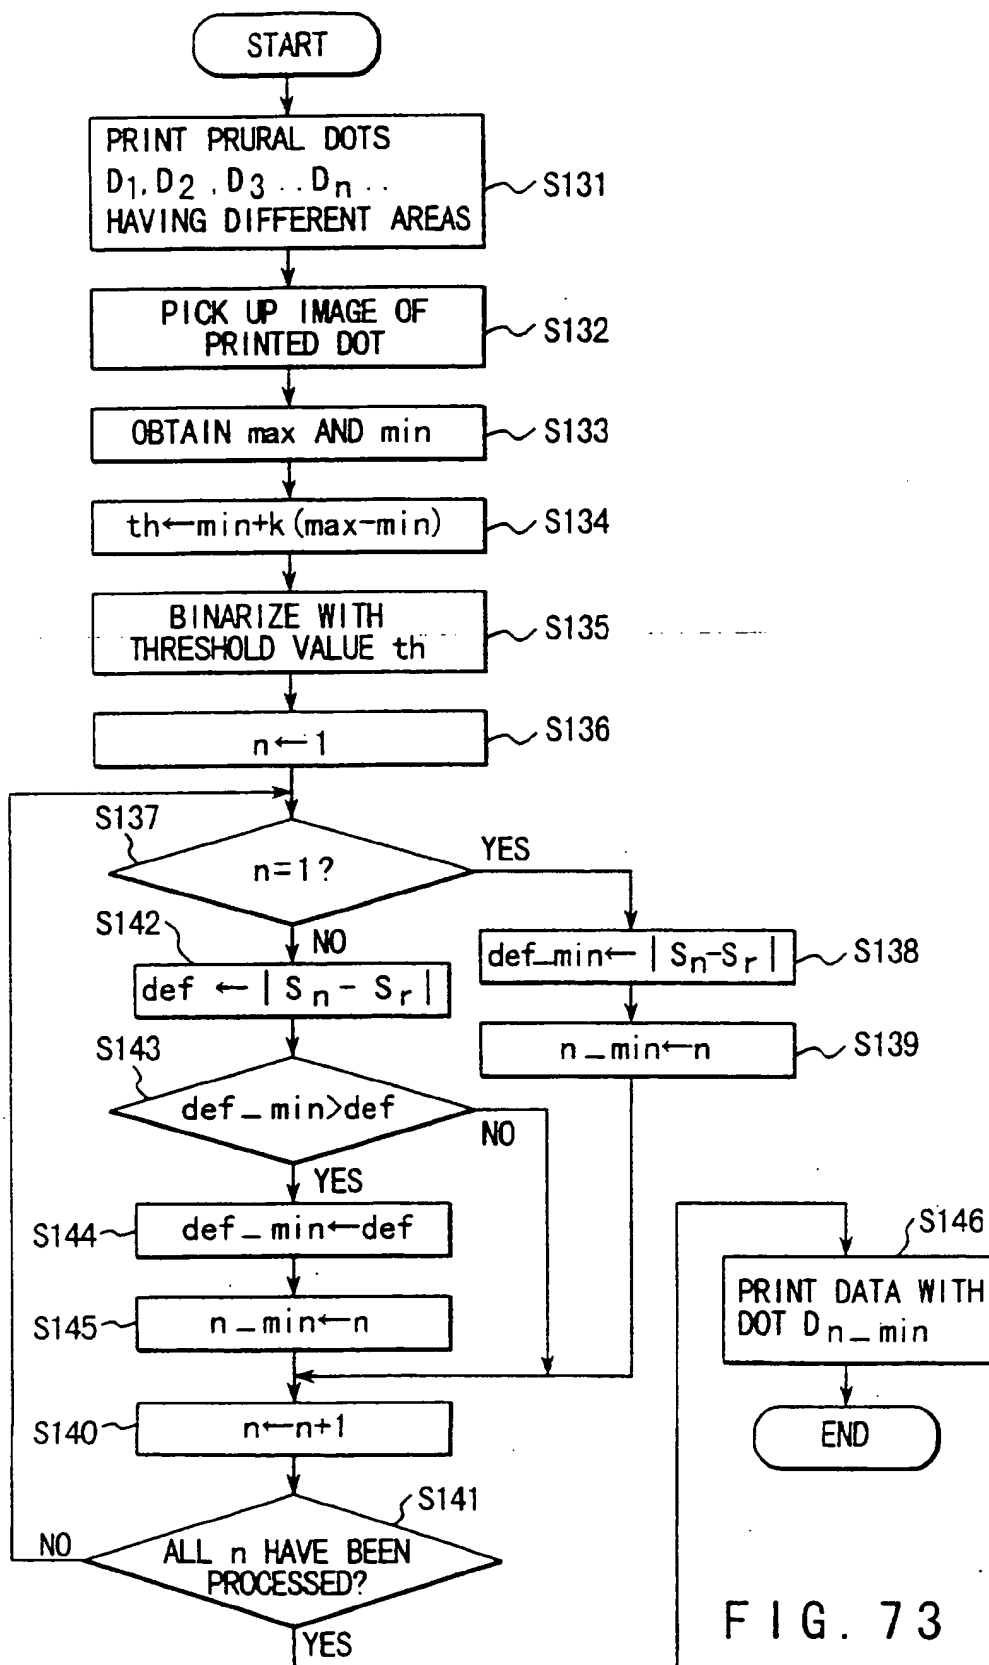 START
PRINT PRURAL DOTS
D1, D2 , D3 .. Dn ..
HAVING DIFFERENT AREAS
S131
PICK UP IMAGE OF
PRINTED DOT
S132
OBTAIN max AND min
S133
th←min+k(max-min)
S134
BINARIZE WITH
THRESHOLD VALUE th
S135
n←1
S136
S137
n=1?
YES
NO
S142
def ← | Sn - Sr |
def_min← | Sn-Sr |
S138
n_min←n
S139
S143
def_min>def
NO
YES
S144
def_min←def
S145
n_min←n
S140
n←n+1
S141
ALL n HAVE BEEN
PROCESSED?
NO
YES
S146
PRINT DATA WITH
DOT Dn_min
END
FIG. 73